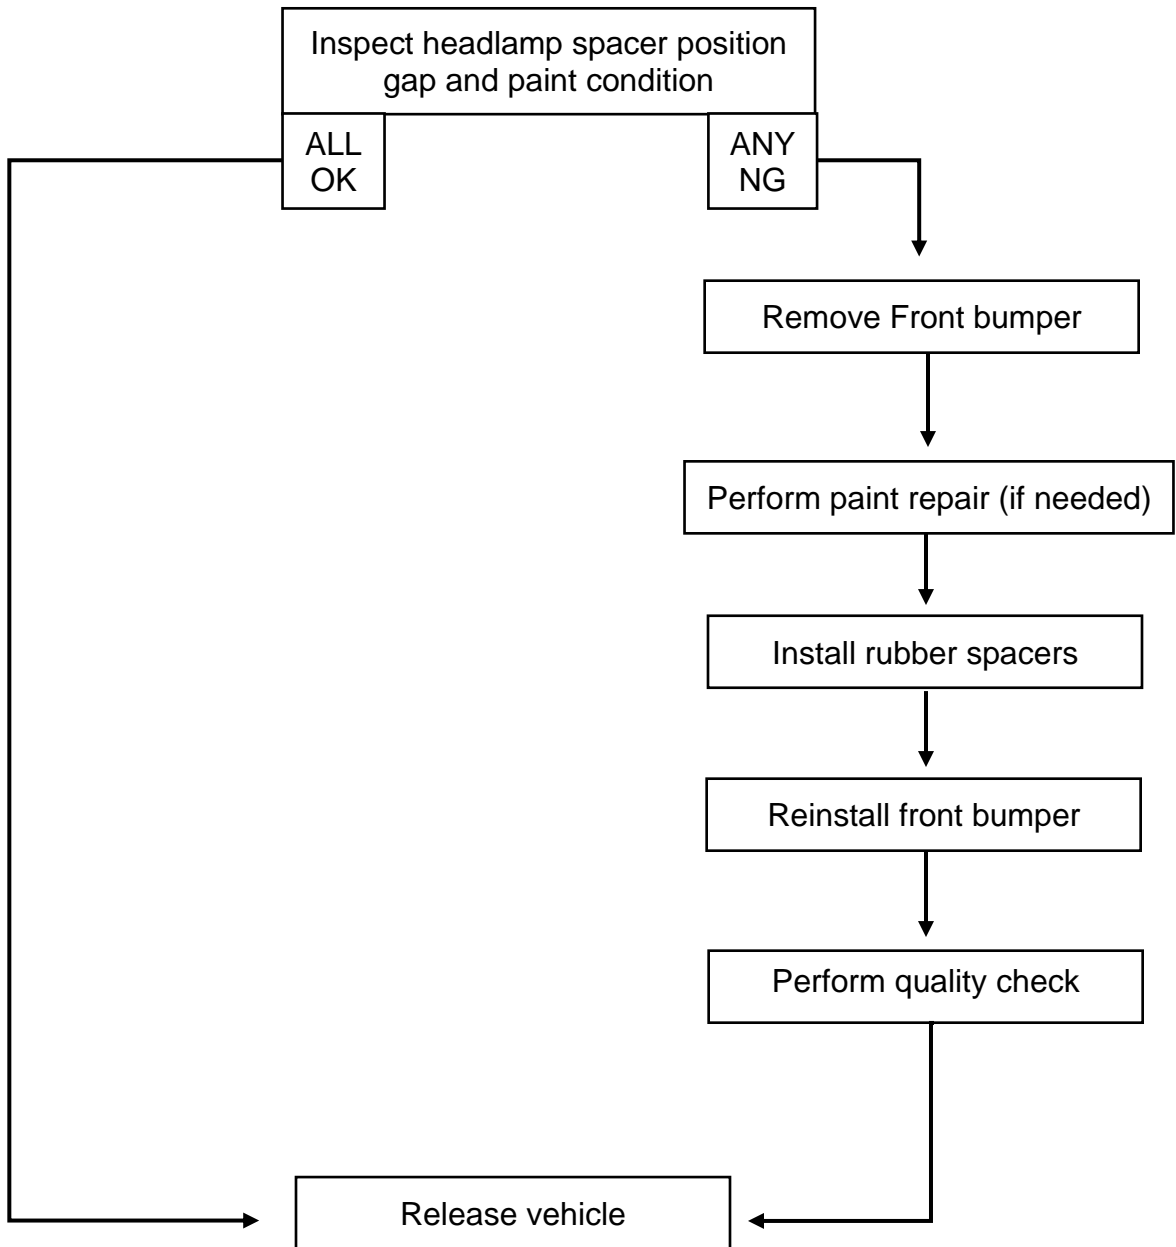 Inspect headlamp spacer position
gap and paint condition
ALL
OK
ANY
NG
Remove Front bumper
Perform paint repair (if needed)
Install rubber spacers
Reinstall front bumper
Perform quality check
Release vehicle